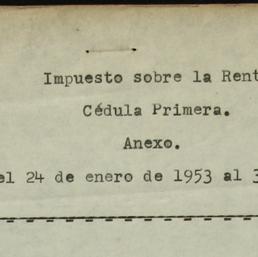 Impuesto sobre la Rent
Cédula Primera.
Anexo.
el 24 de enero de 1953 al 3